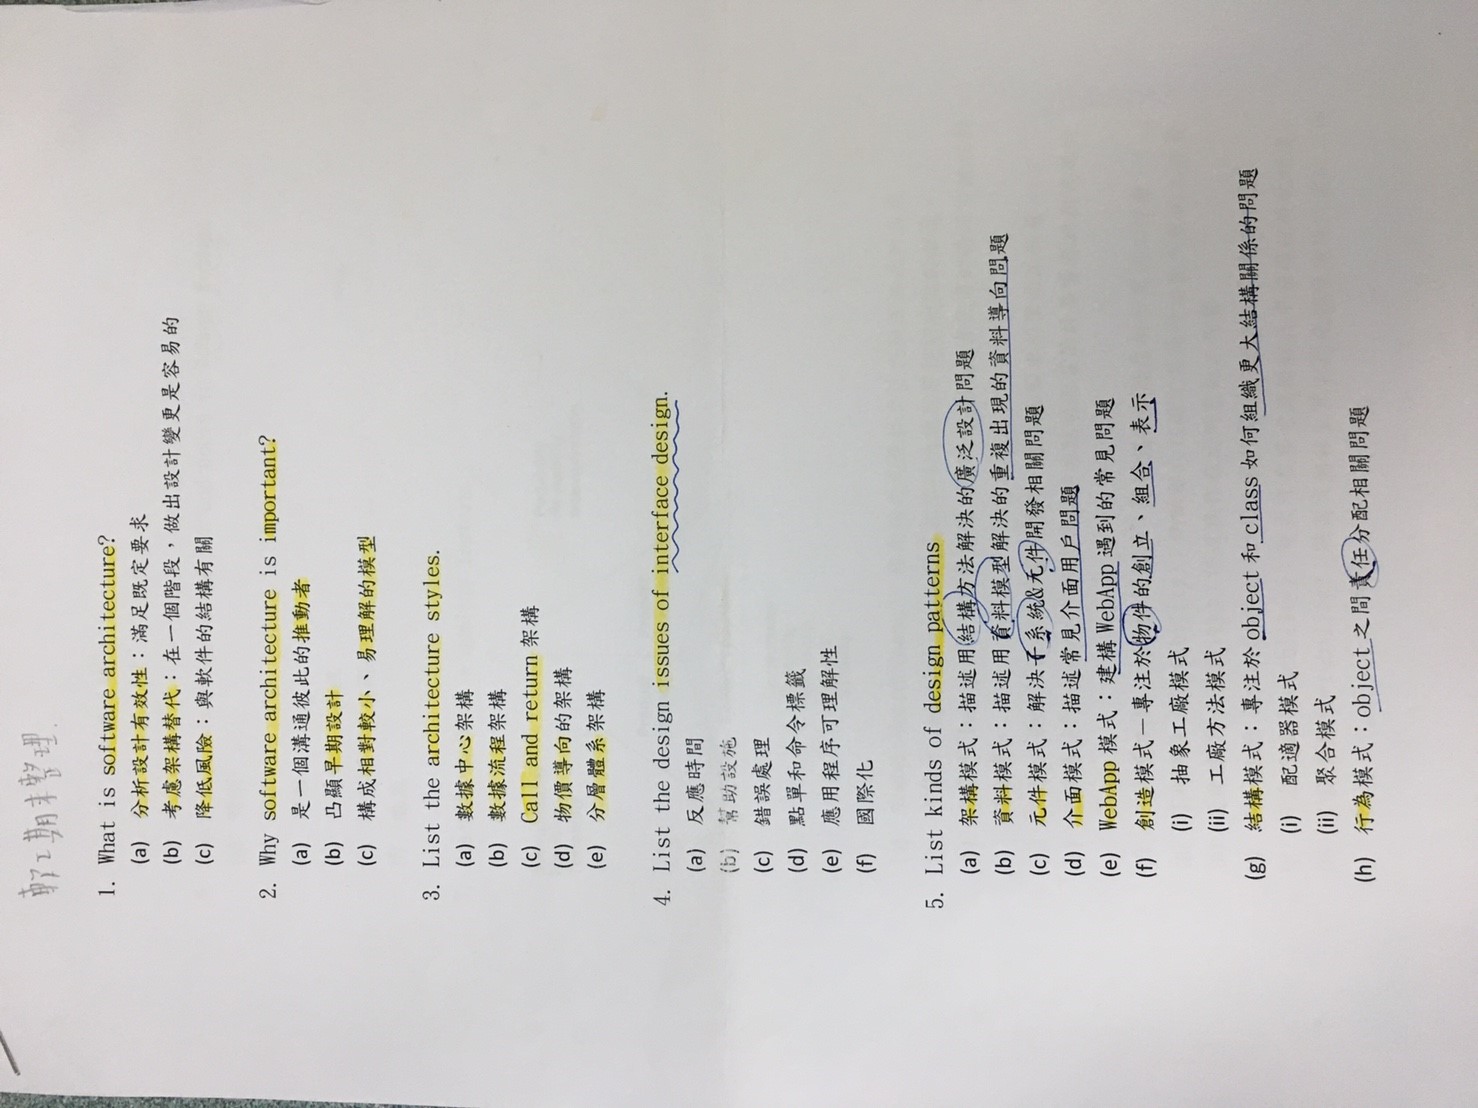 軟工期末整理
1. What is software architecture?
(a) 分析設計有效性：滿足既定要求
(b) 考慮架構替代：在一個階段，做出設計變更是容易的
(c) 降低風險：與軟件的結構有關
2. Why software architecture is important?
(a) 是一個溝通彼此的推動者
(b) 凸顯早期設計
(c) 構成相對較小、易理解的模型
3. List the architecture styles.
(a) 數據中心架構
(b) 數據流程架構
(c) Call and return 架構
(d) 物價導向的架構
(e) 分層體系架構
4. List the design issues of interface design.
(a) 反應時間
(b) 幫助設施
(c) 錯誤處理
(d) 點單和命令標籤
(e) 應用程序可理解性
(f) 國際化
5. List kinds of design patterns
(a) 架構模式：描述用結構方法解決的廣泛設計問題
(b) 資料模式：描述用資料模型解決的重複出現的資料導向問題
(c) 元件模式：解決子系統&元件開發相關問題
(d) 介面模式：描述常見介面用戶問題
(e) WebApp 模式：建構 WebApp 遇到的常見問題
(f) 創造模式－專注於物件的創立、組合、表示
(i) 抽象工廠模式
(ii) 工廠方法模式
(g) 結構模式：專注於 object 和 class 如何組織更大結構關係的問題
(i) 配適器模式
(ii) 聚合模式
(h) 行為模式：object 之間責任分配相關問題